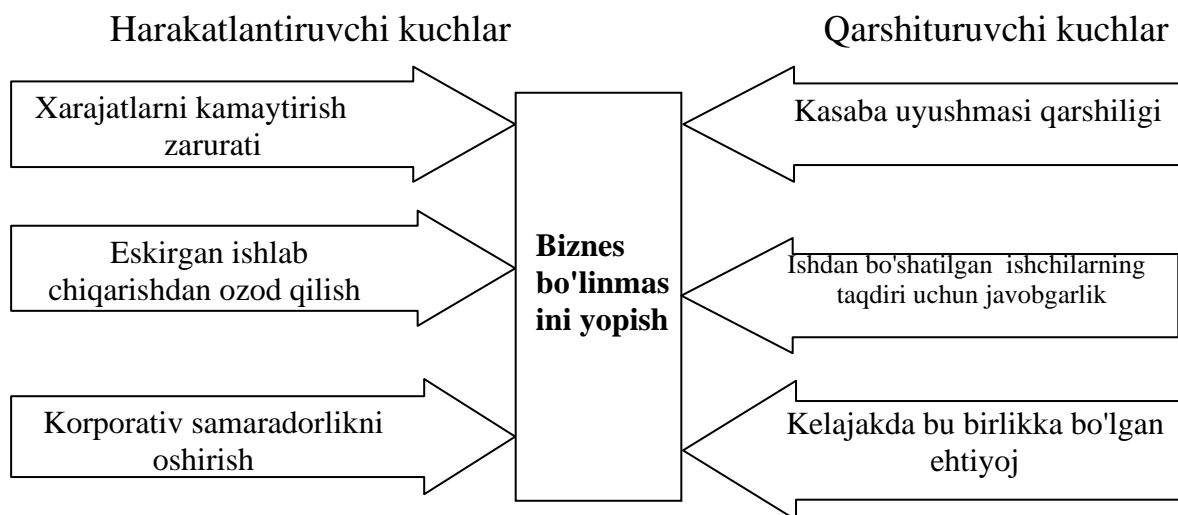 Harakatlantiruvchi kuchlar
Qarshituruvchi kuchlar
Xarajatlarni kamaytirish
zarurati
Eskirgan ishlab
chiqarishdan ozod qilish
Korporativ samaradorlikni
oshirish
Biznes
bo'linmas
ini yopish
Kasaba uyushmasi qarshiligi
Ishdan bo'shatilgan ishchilarning
taqdiri uchun javobgarlik
Kelajakda bu birlikka bo'lgan
ehtiyoj